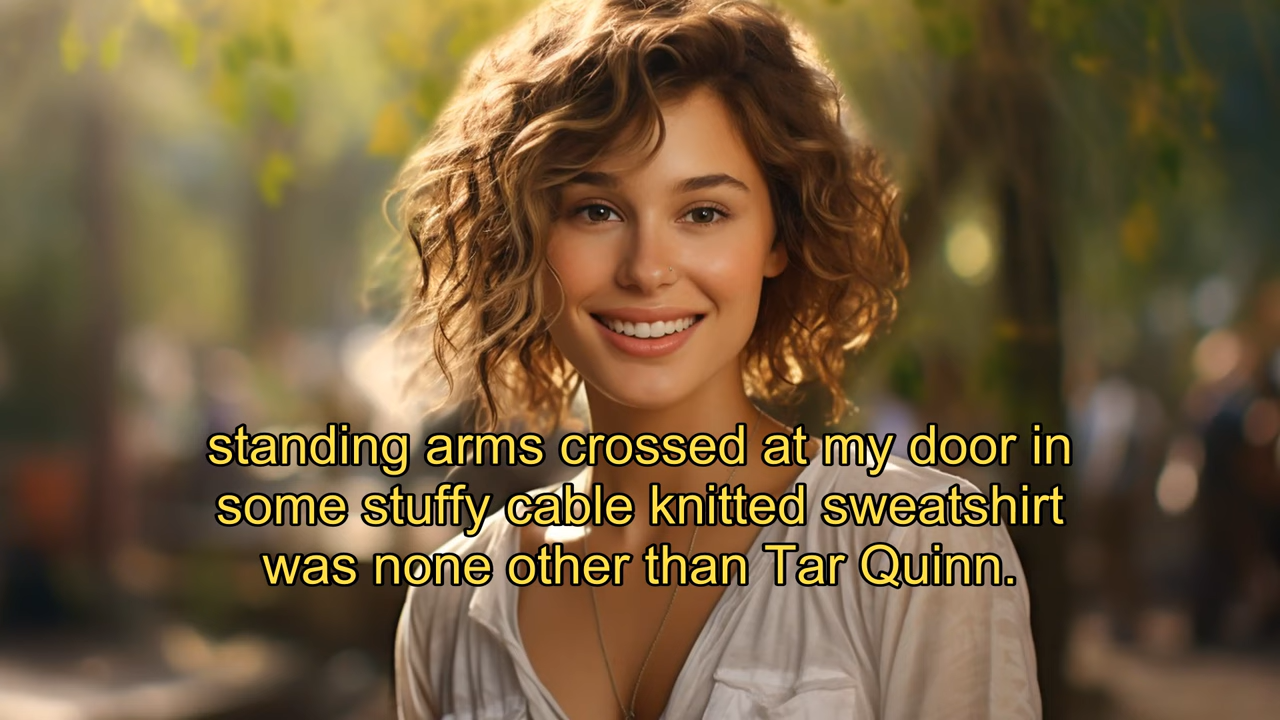 standing arms crossed at my door in
some stuffy cable knitted sweatshirt
was none other than Tar Quinn.